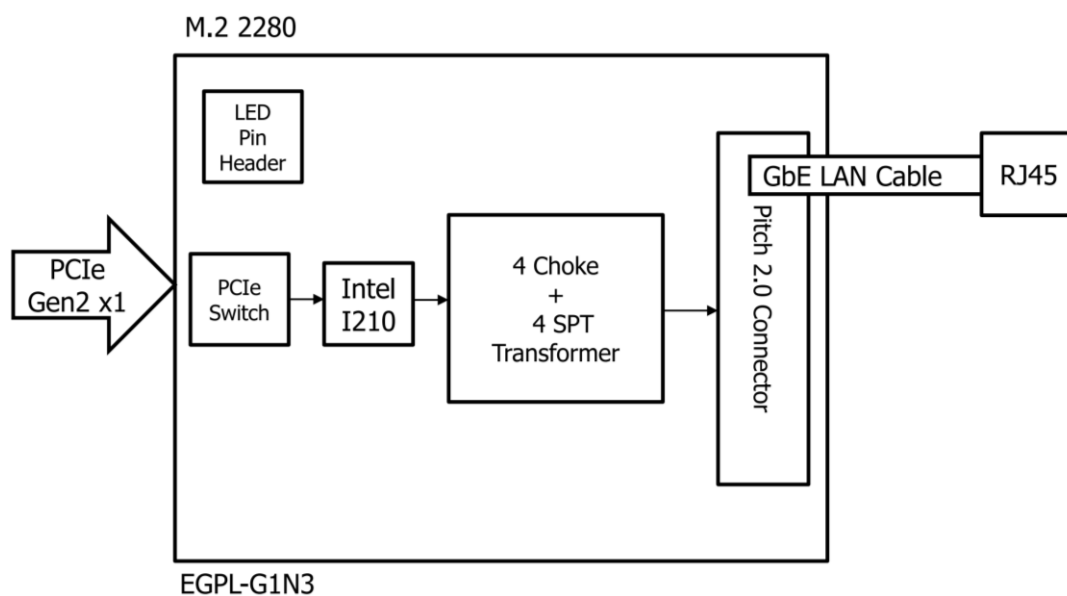 M.2 2280
LED
Pin
Header
GbE LAN Cable
RJ45
PCIe
Gen2 x1
PCIe
Switch
Intel
I210
4 Choke
+
4 SPT
Transformer
Pitch 2.0 Connector
EGPL-G1N3